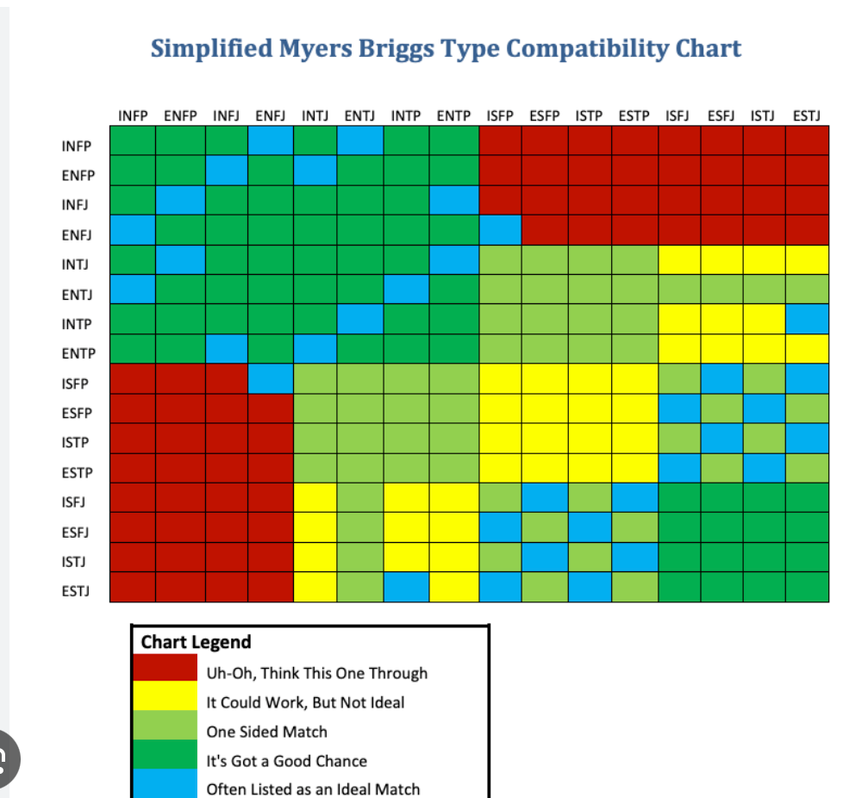 Simplified Myers Briggs Type Compatibility Chart
INFP ENFP INFJ ENFJ INTJ ENTJ INTP ENTP ISFP ESFP ISTP ESTP ISFJ ESFJ ISTJ ESTJ
INFP
ENFP
INFJ
ENFJ
INTJ
ENTJ
INTP
ENTP
ISFP
ESFP
ISTP
ESTP
ISFJ
ESFJ
ISTJ
ESTJ
Chart Legend
Uh-Oh, Think This One Through
It Could Work, But Not Ideal
One Sided Match
It's Got a Good Chance
Often Listed as an Ideal Match